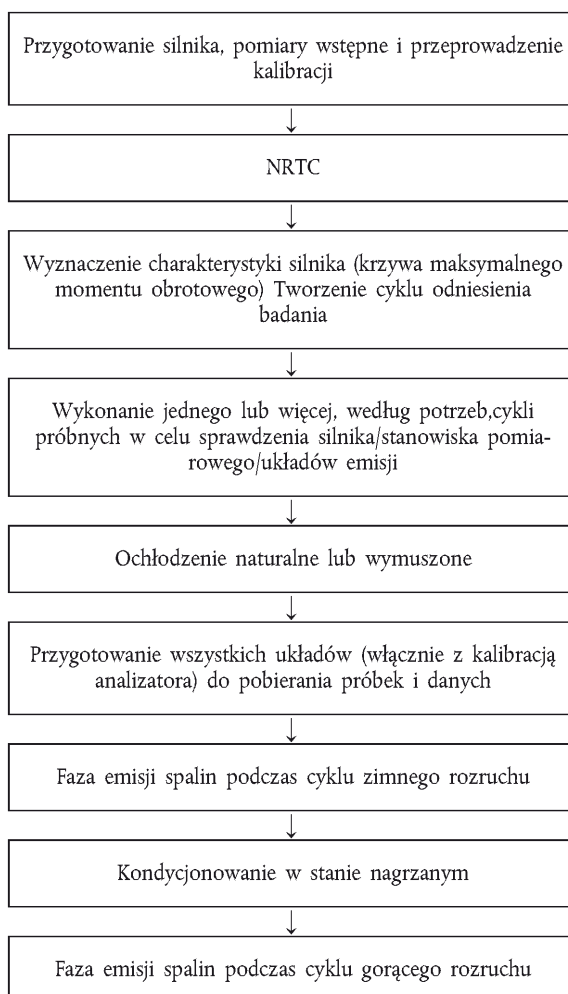 Przygotowanie silnika, pomiary wstępne i przeprowadzenie
kalibracji
↓
NRTC
↓
Wyznaczenie charakterystyki silnika (krzywa maksymalnego
momentu obrotowego) Tworzenie cyklu odniesienia
badania
↓
Wykonanie jednego lub więcej, według potrzeb,cykli
próbnych w celu sprawdzenia silnika/stanowiska pomia-
rowego/układów emisji
↓
Ochłodzenie naturalne lub wymuszone
↓
Przygotowanie wszystkich układów (włącznie z kalibracją
analizatora) do pobierania próbek i danych
↓
Faza emisji spalin podczas cyklu zimnego rozruchu
↓
Kondycjonowanie w stanie nagrzanym
↓
Faza emisji spalin podczas cyklu gorącego rozruchu